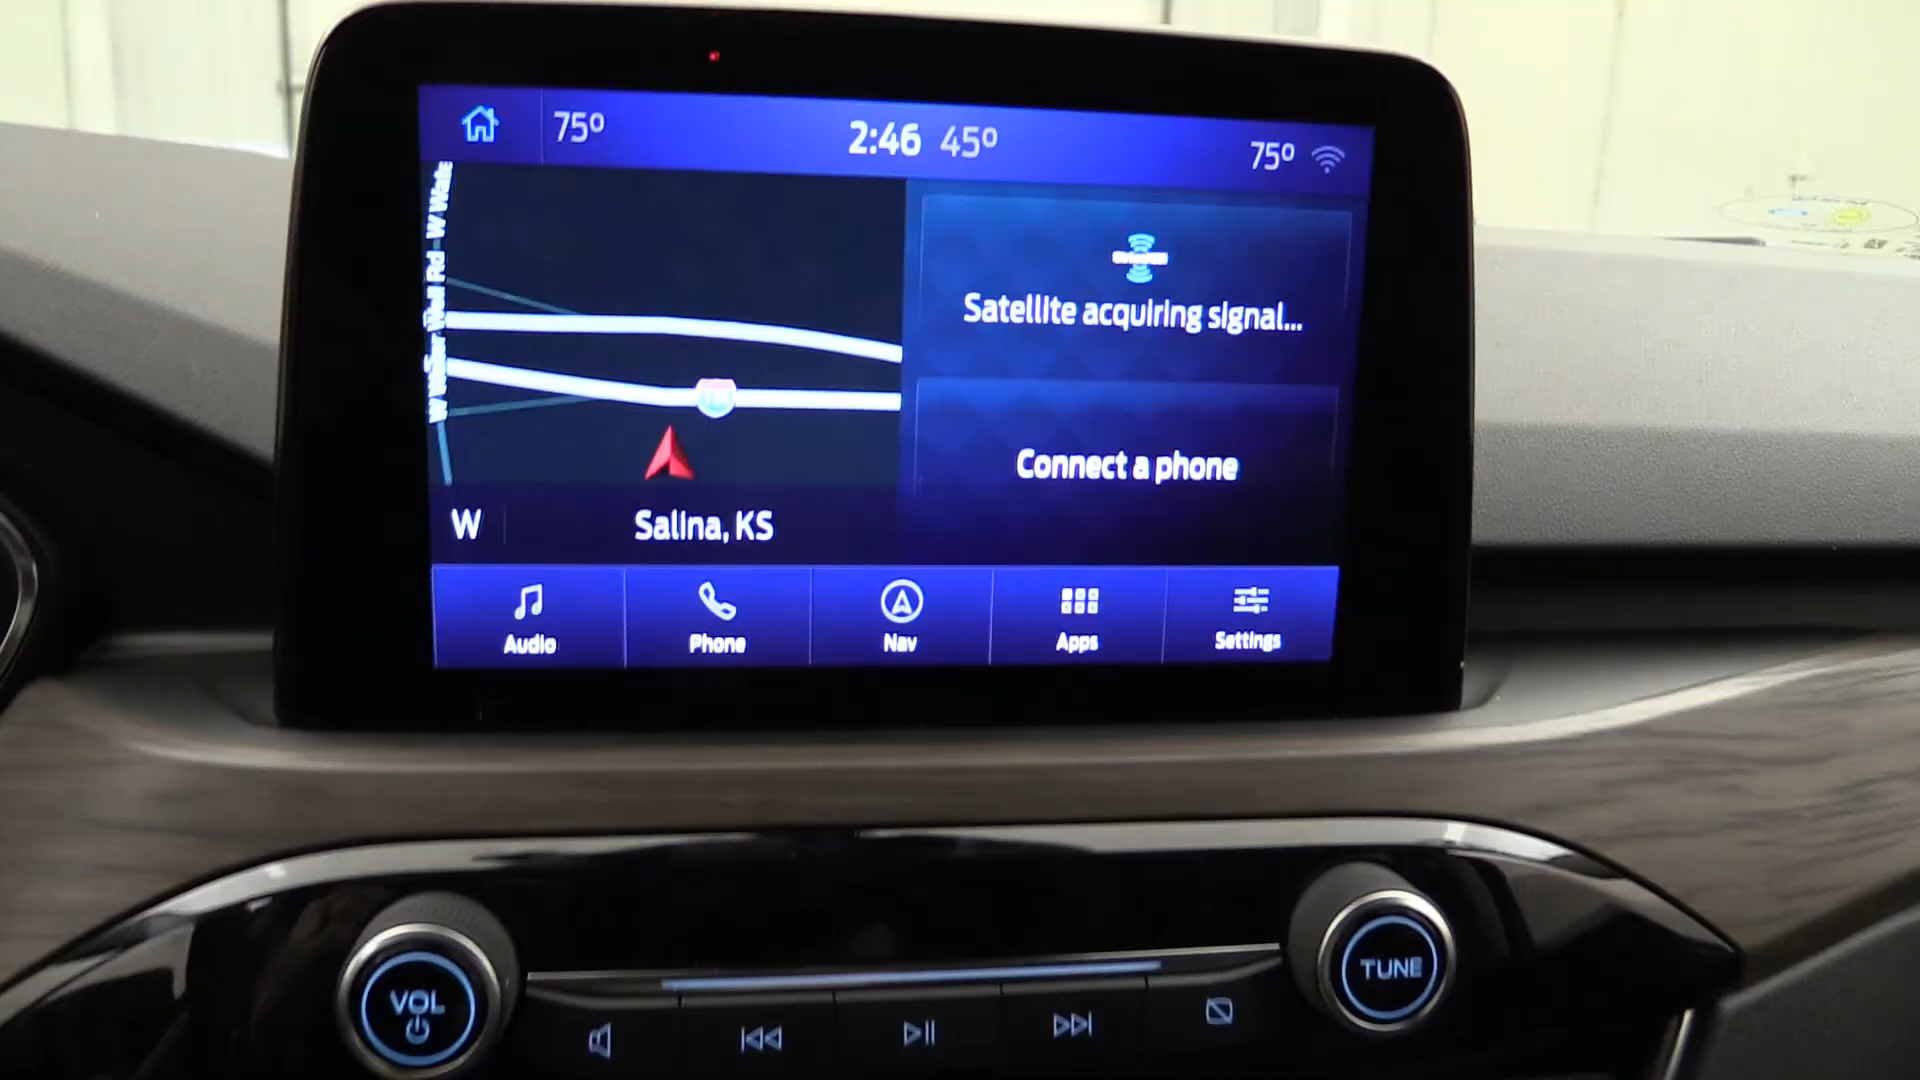 75° 2:46 45° 75°
Satellite acquiring signal...
Connect a phone
W Salina, KS
Audio Phone Nav Apps Settings
VOL
TUNE